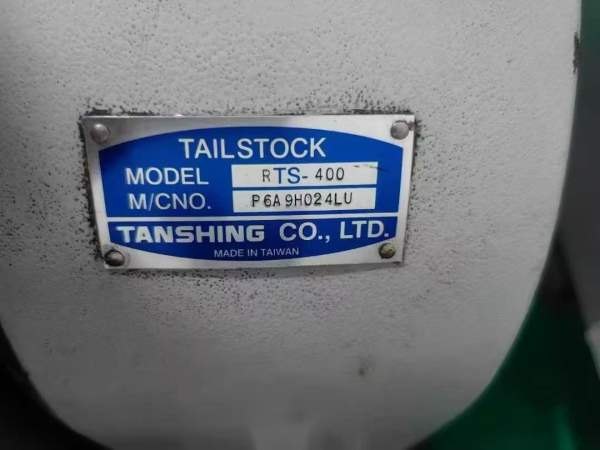 TAILSTOCK
MODEL RTS-400
M/CNO. P6A9H024LU
TANSHING CO., LTD.
MADE IN TAIWAN